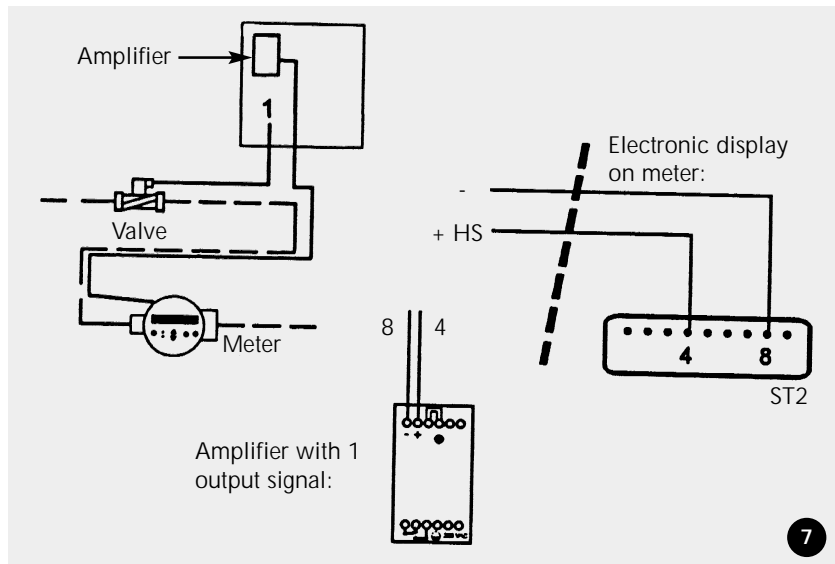 Amplifier
1
Valve
Meter
Electronic display
on meter:
-
+ HS
4 8
ST2
8 4
- +
Amplifier with 1
output signal:
7